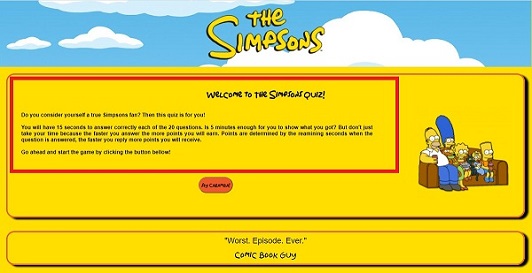 the
Simpsons
Welcome to the Simpsons Quiz!
Do you consider yourself a true Simpsons fan? Then this quiz is for you!
You will have 15 seconds to answer correctly each of the 20 questions. Is 5 minutes enough for you to show what you got? But don't just
take your time because the faster you answer the more points you will earn. Points are determined by the reamining seconds when the
question is answered, the faster you reply more points you will receive.
Go ahead and start the game by clicking the button bellow!
"Worst. Episode. Ever."
Comic Book Guy